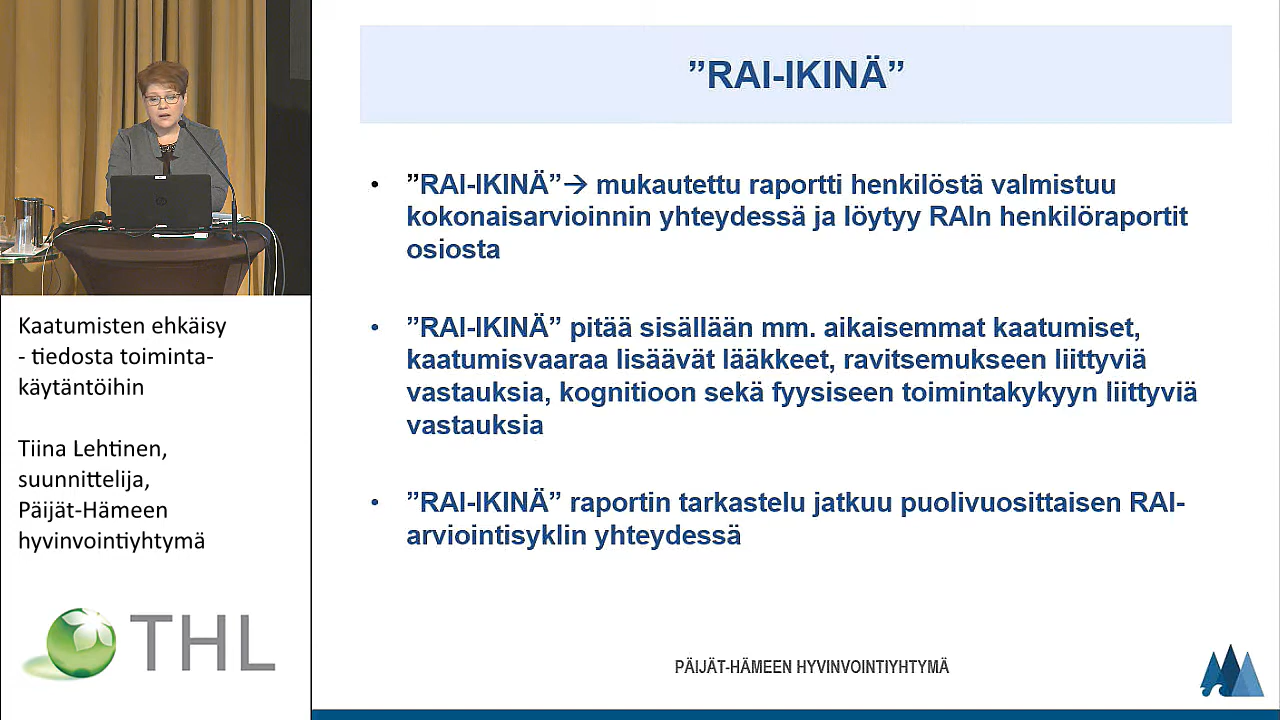 Kaatumisten ehkäisy
- tiedosta toiminta-
käytäntöihin
Tiina Lehtinen,
suunnittelija,
Päijät-Hämeen
hyvinvointiyhtymä
THL
”RAI-IKINÄ”
• ”RAI-IKINÄ”→ mukautettu raportti henkilöstä valmistuu
kokonaisarvioinnin yhteydessä ja löytyy RAIn henkilöraportit
osiosta
• ”RAI-IKINÄ” pitää sisällään mm. aikaisemmat kaatumiset,
kaatumisvaaraa lisäävät lääkkeet, ravitsemukseen liittyviä
vastauksia, kognitioon sekä fyysiseen toimintakykyyn liittyviä
vastauksia
• ”RAI-IKINÄ” raportin tarkastelu jatkuu puolivuosittaisen RAI-
arviointisyklin yhteydessä
PÄIJÄT-HÄMEEN HYVINVOINTIYHTYMÄ